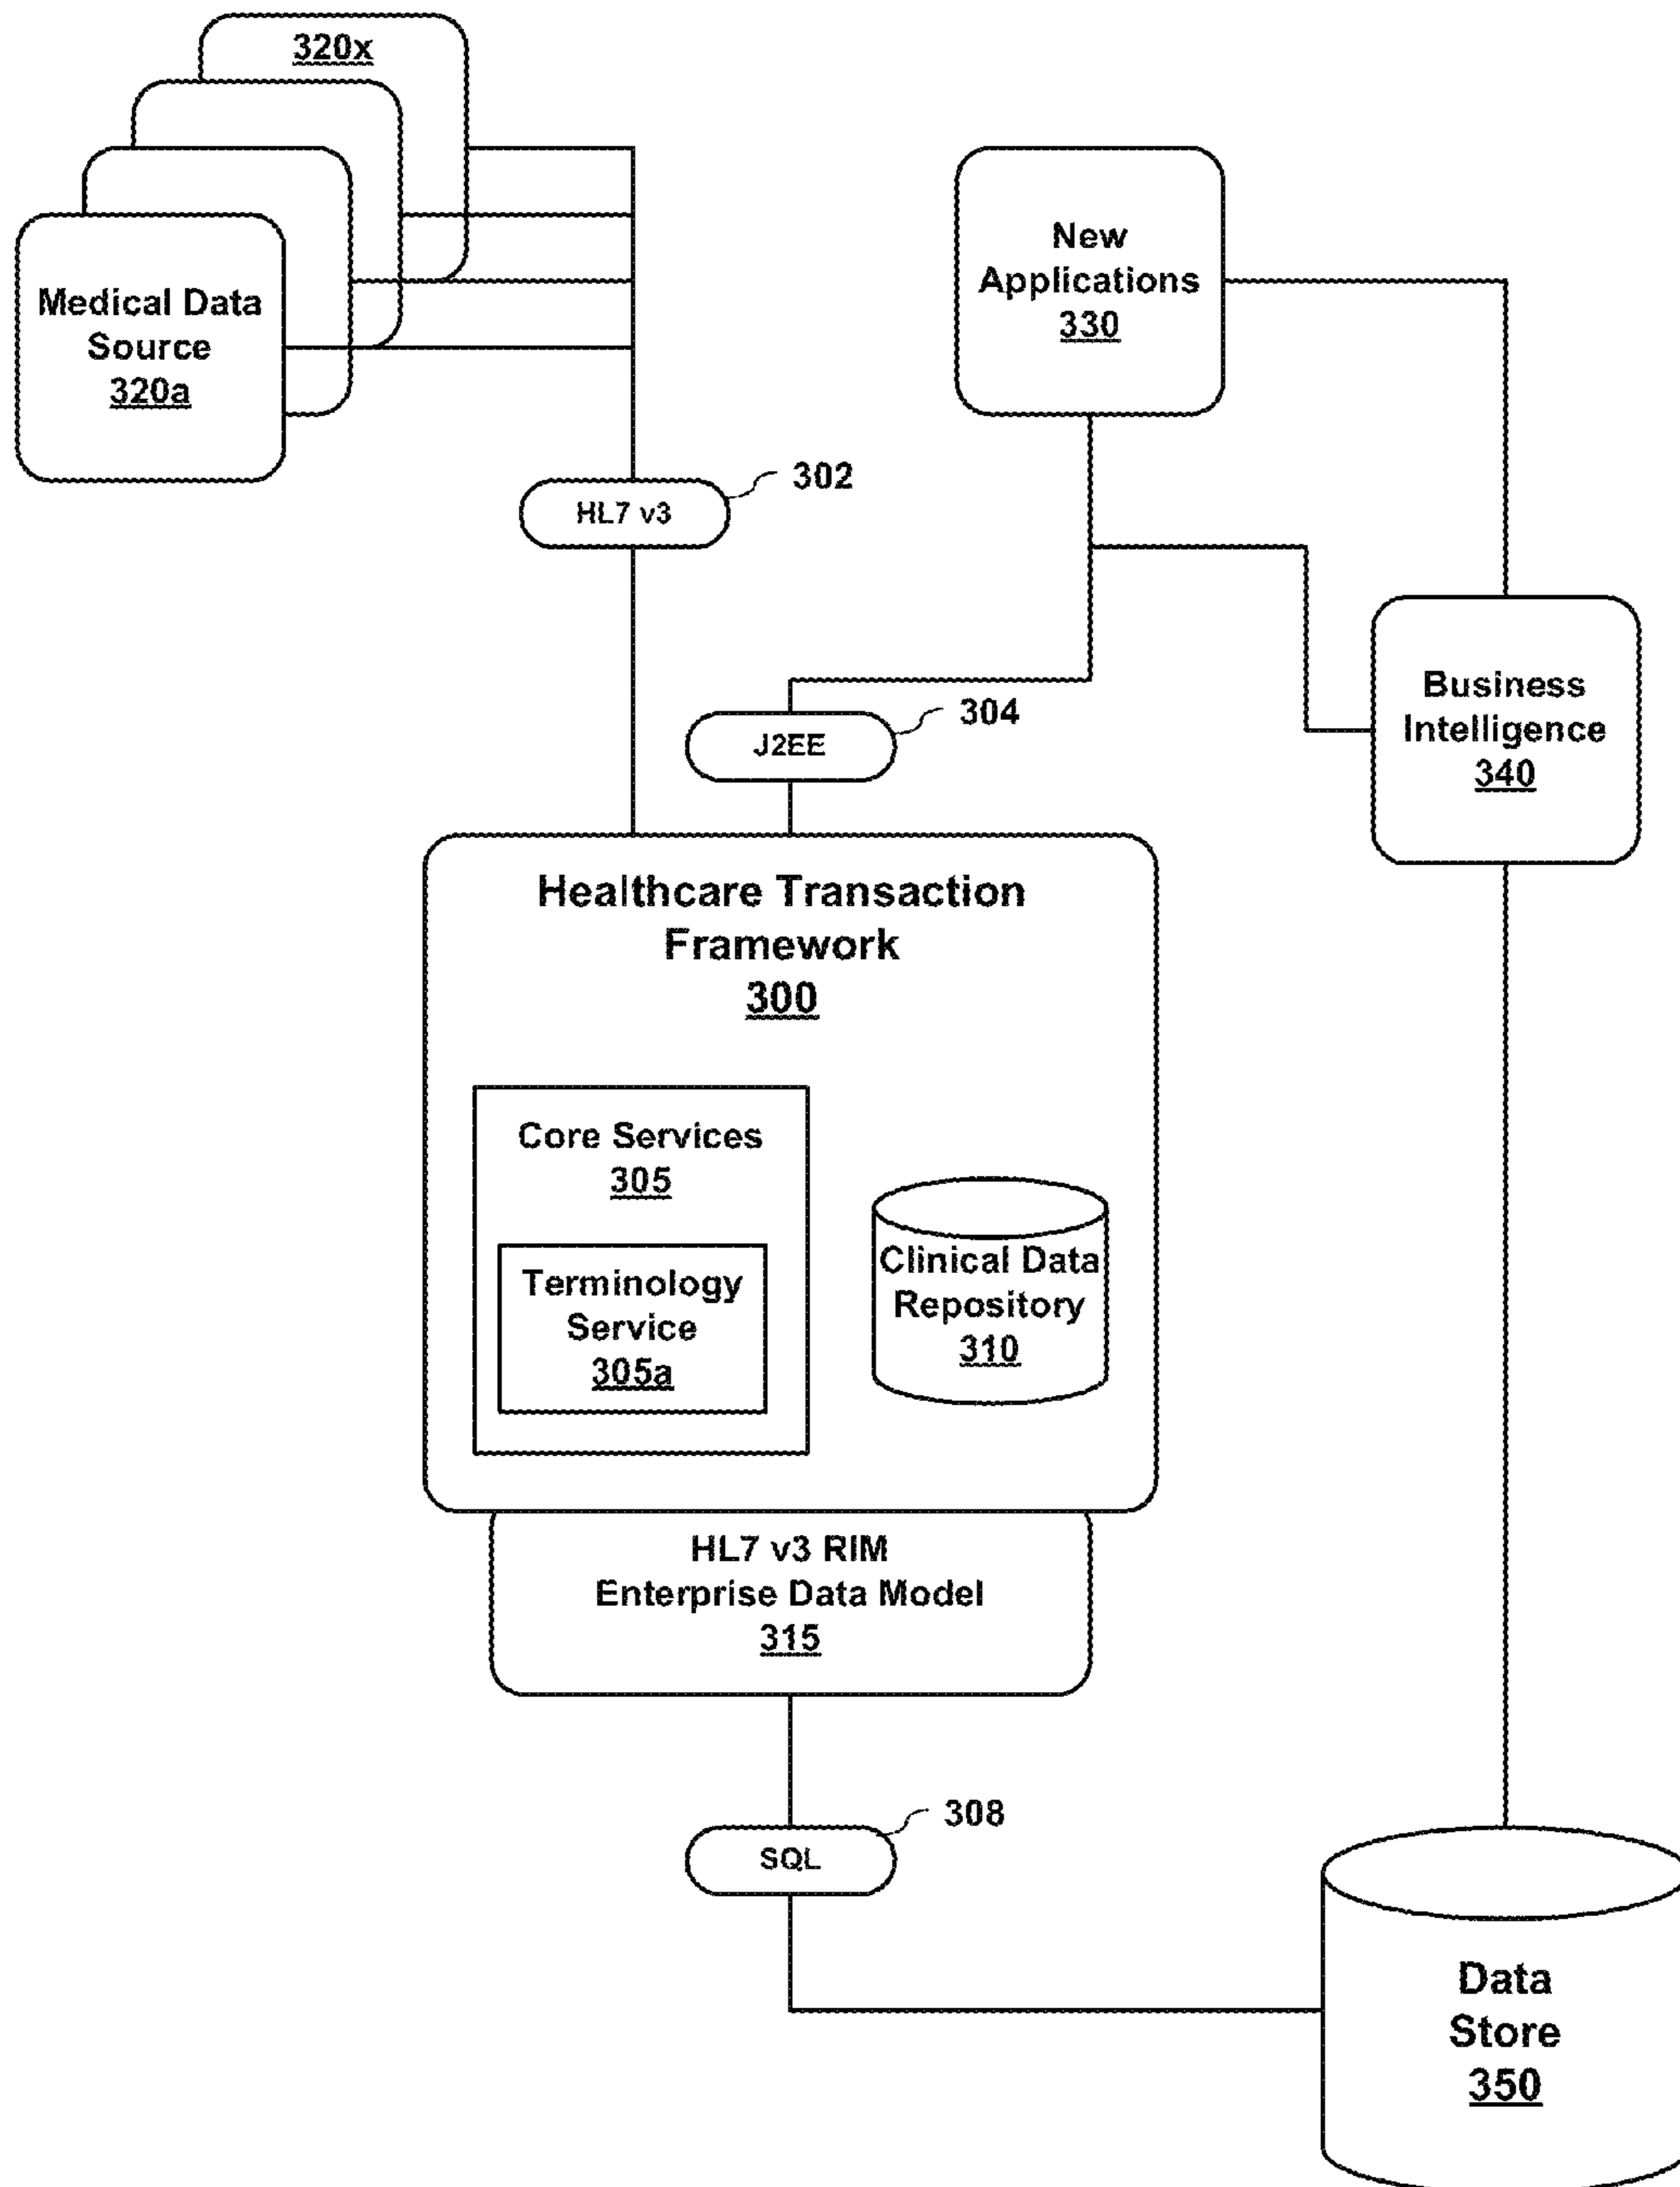 320x
Medical Data
Source
320a
New
Applications
330
302
HL7 v3
Business
Intelligence
340
304
J2EE
Healthcare Transaction
Framework
300
Core Services
305
Terminology
Service
305a
Clinical Data
Repository
310
HL7 v3 RIM
Enterprise Data Model
315
308
SQL
Data
Store
350